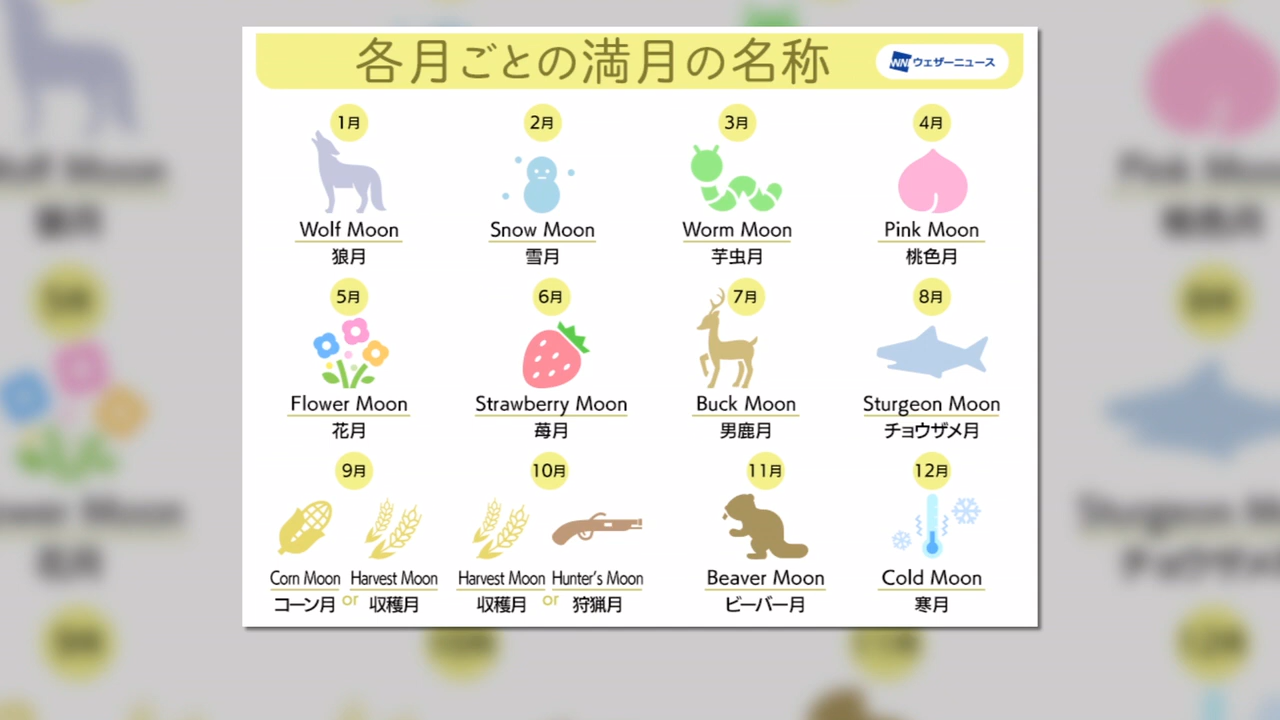 各月ごとの満月の名称
ウェザーニュース
1月 2月 3月 4月
Wolf Moon Snow Moon Worm Moon Pink Moon
狼月 雪月 芋虫月 桃色月
5月 6月 7月 8月
Flower Moon Strawberry Moon Buck Moon Sturgeon Moon
花月 苺月 男鹿月 チョウザメ月
9月 10月 11月 12月
Corn Moon Harvest Moon Harvest Moon Hunter's Moon Beaver Moon Cold Moon
コーン月 or 収穫月 収穫月 or 狩猟月 ビーバー月 寒月